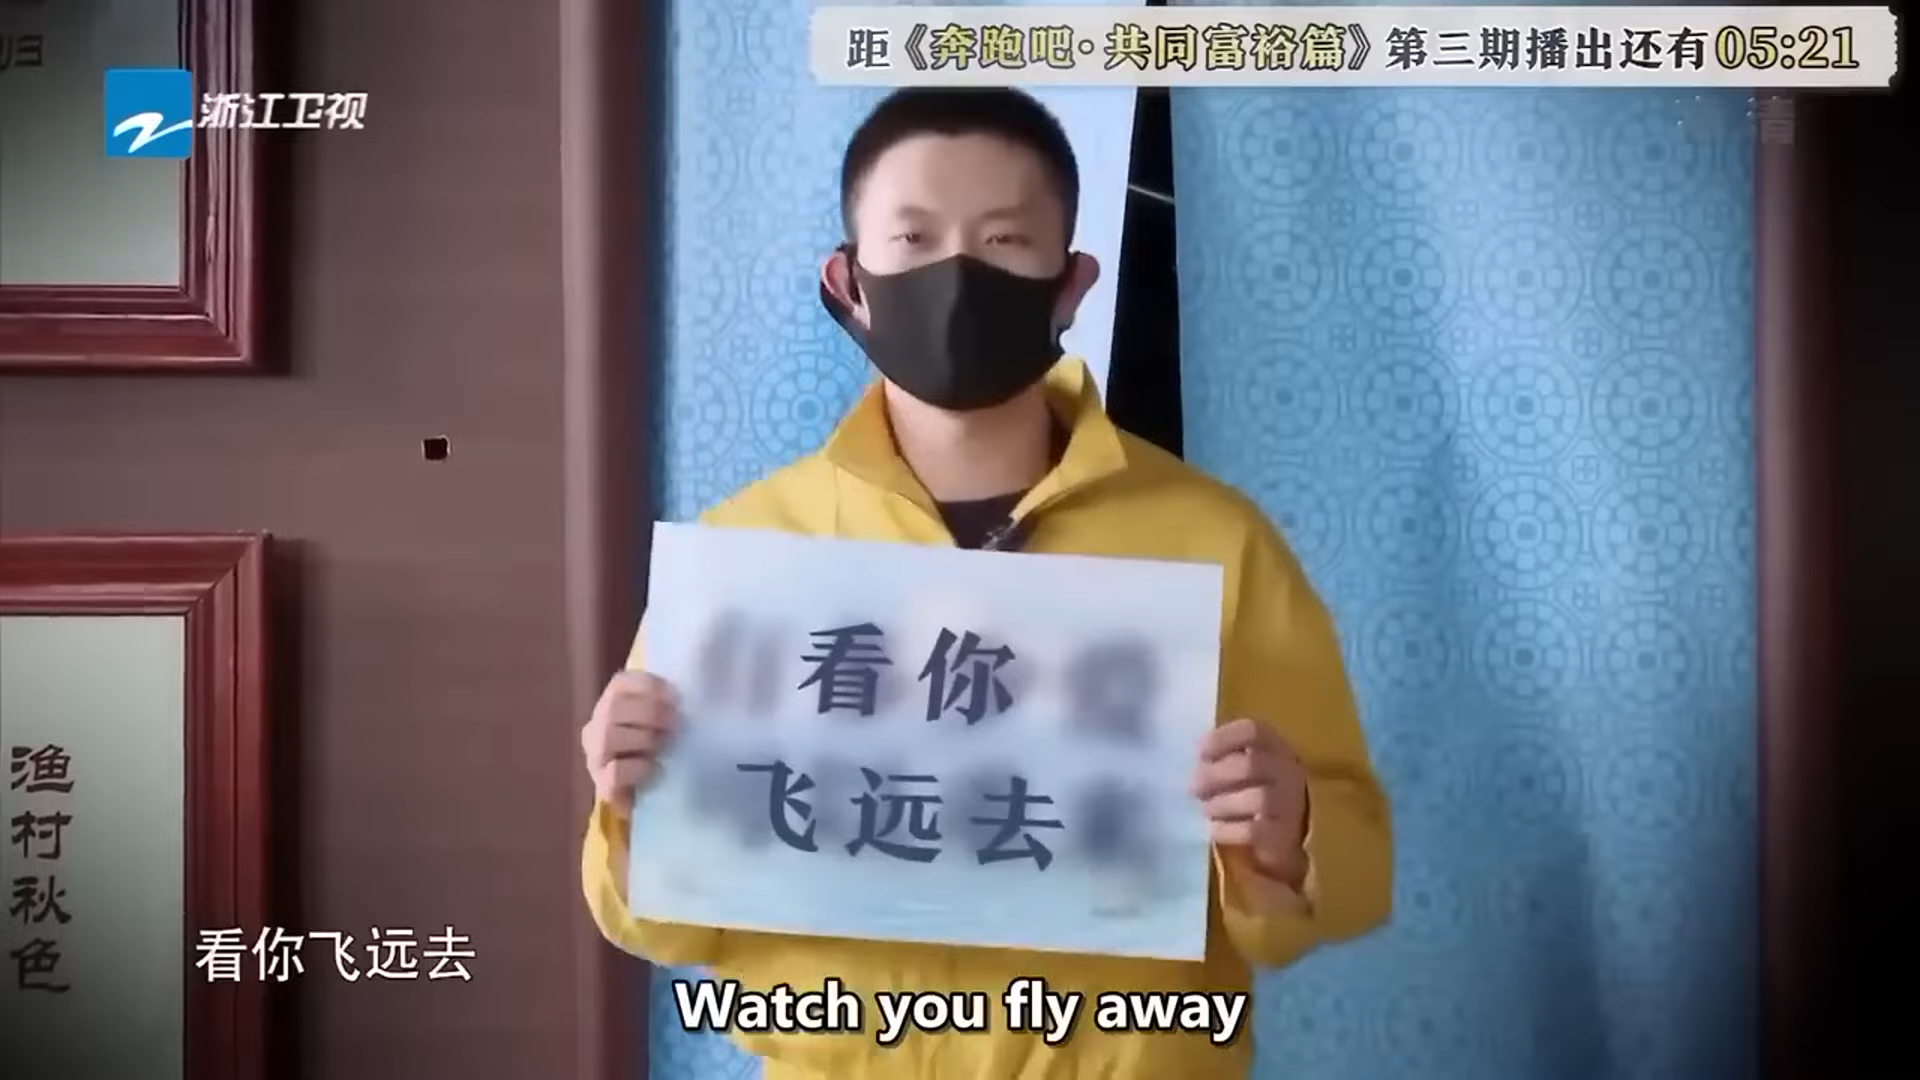 归
距《奔跑吧·共同富裕篇》第三期播出还有05:21
浙江卫视
看你
飞远去
渔村秋色
看你飞远去
Watch you fly away